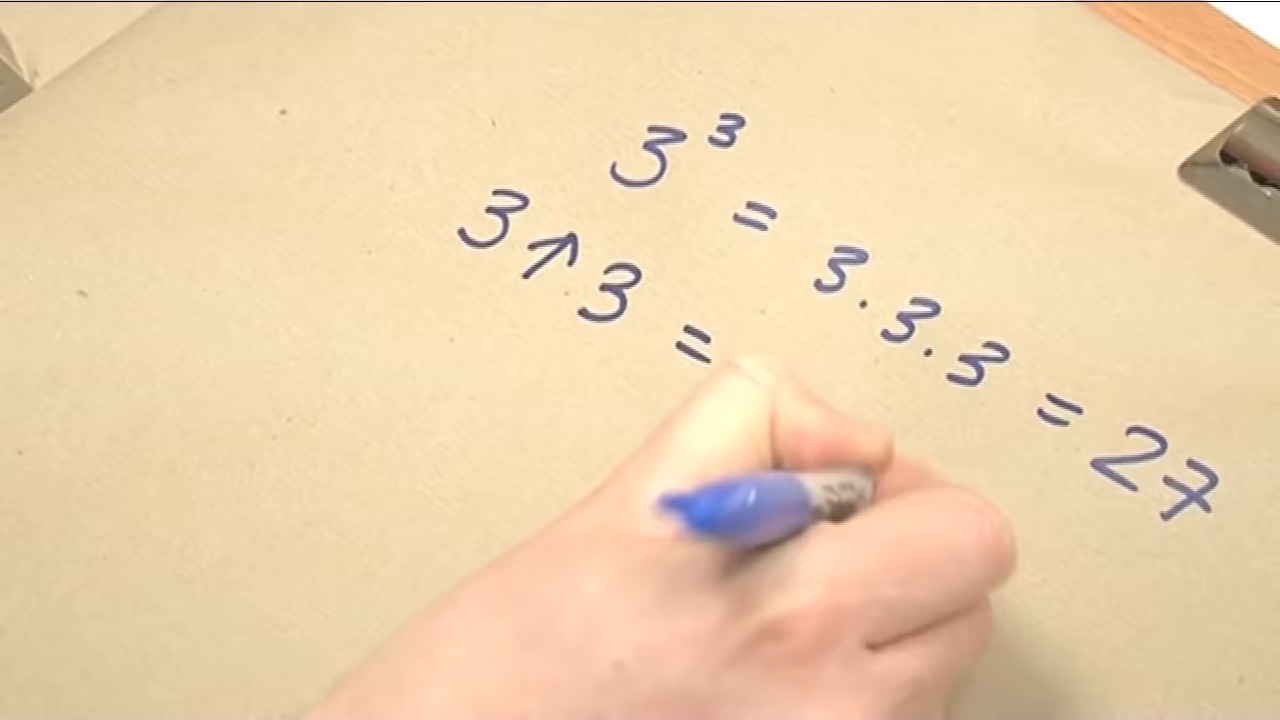 3³ = 3.3.3 = 27
3↑3 =